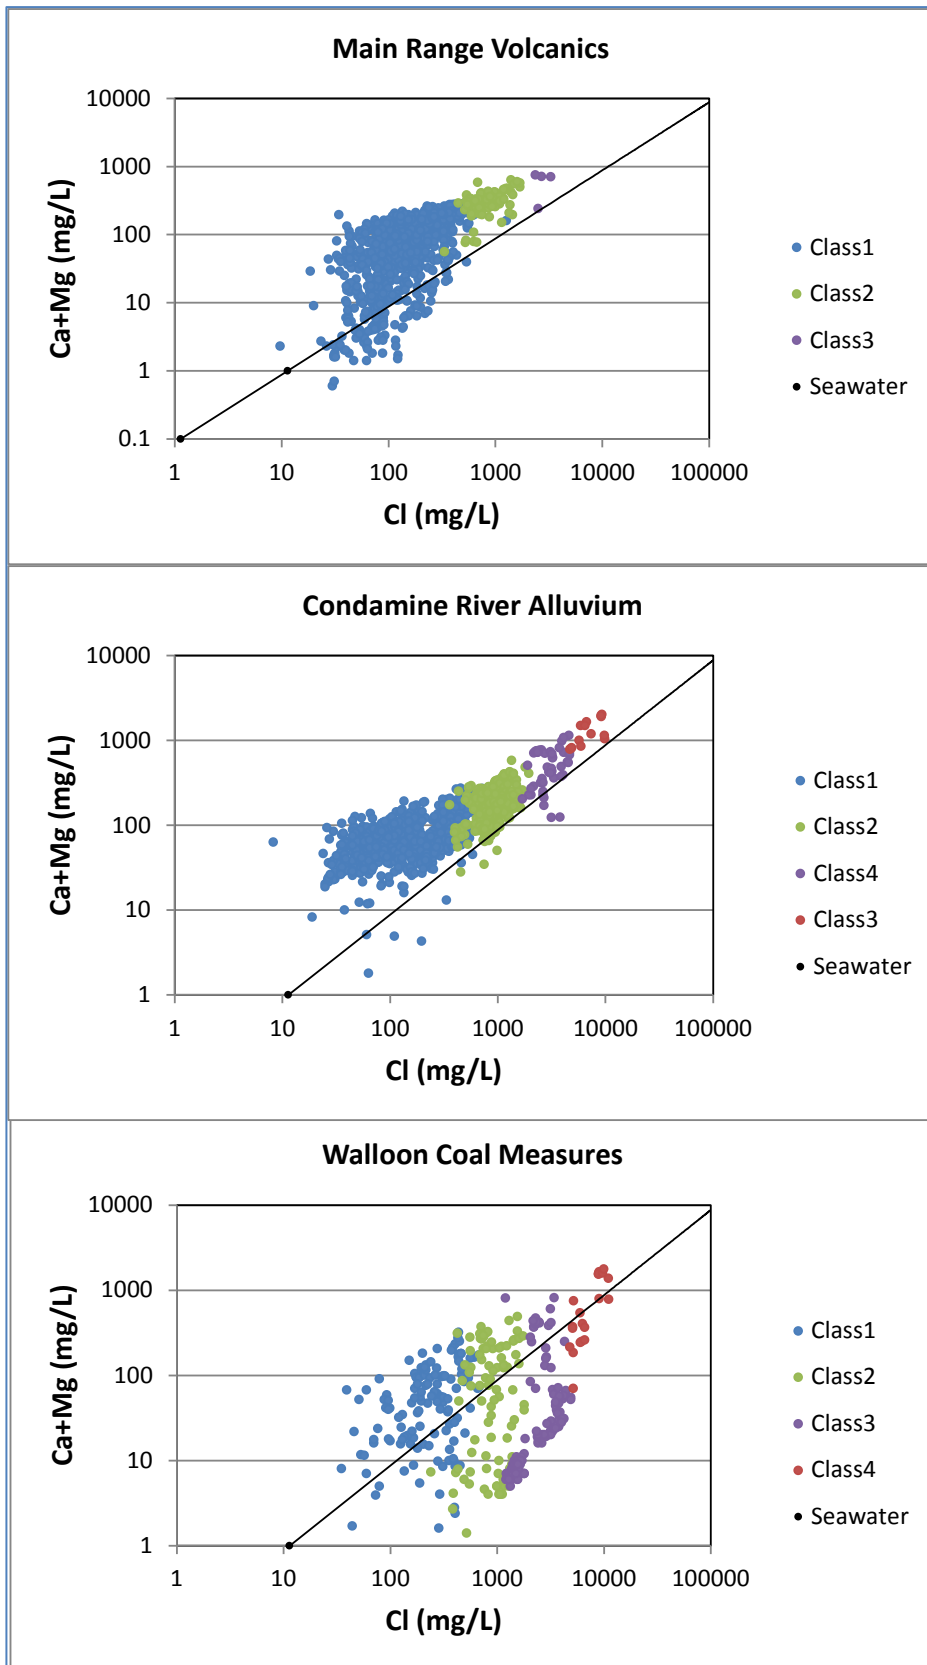 Main Range Volcanics
10000
1000
100
10
1
0.1
1 10 100 1000 10000 100000
Ca+Mg (mg/L)
Cl (mg/L)
Class1
Class2
Class3
Seawater
Condamine River Alluvium
10000
1000
100
10
1
1 10 100 1000 10000 100000
Ca+Mg (mg/L)
Cl (mg/L)
Class1
Class2
Class4
Class3
Seawater
Walloon Coal Measures
10000
1000
100
10
1
1 10 100 1000 10000 100000
Ca+Mg (mg/L)
Cl (mg/L)
Class1
Class2
Class3
Class4
Seawater